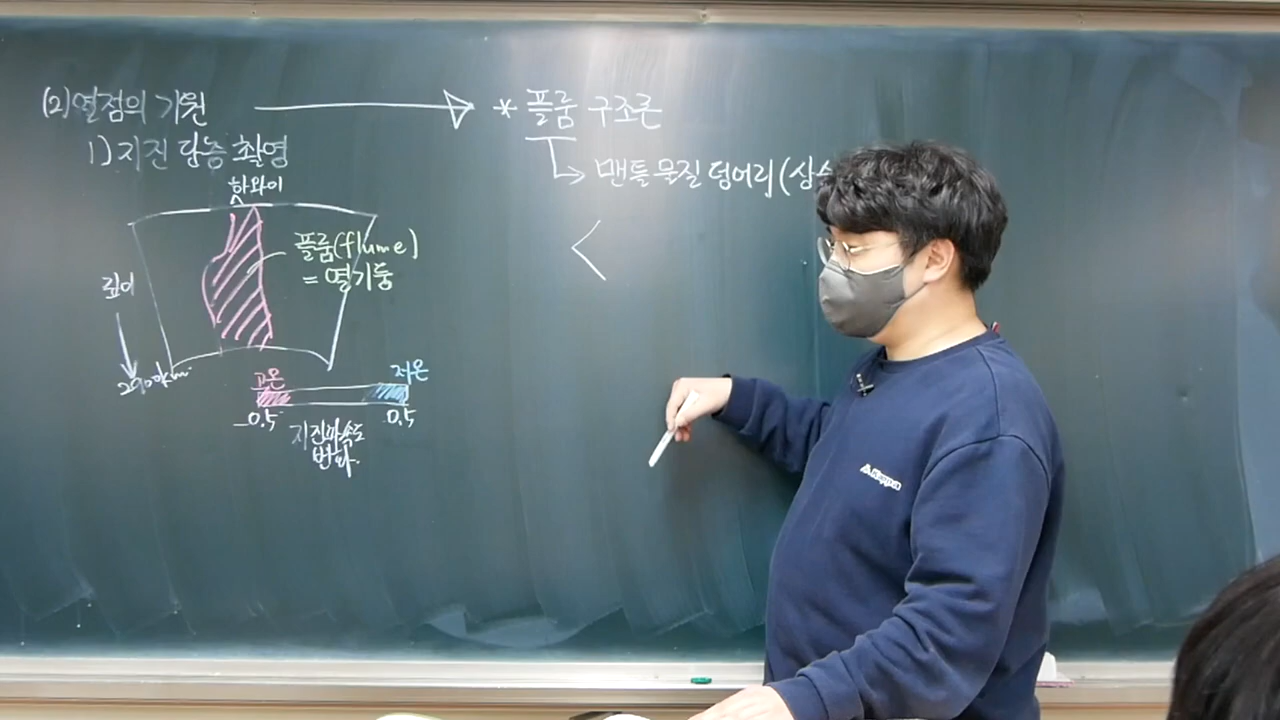 (2) 열점의 기원
* 플룸 구조론
1) 지진 단층 촬영
맨틀 물질 덩어리(상승
하와이
플룸(flume)
= 열기둥
깊이
2900km
고온
저온
-0.5
0.5
지진파 속도
변화
Kappa